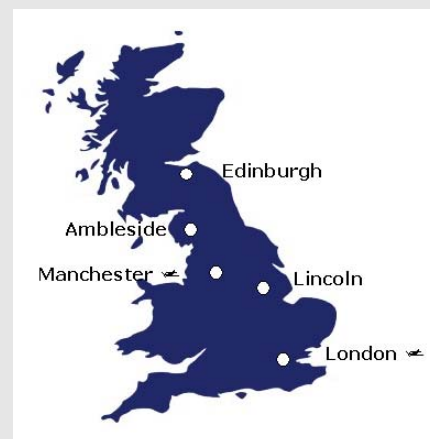 Edinburgh
Ambleside
Manchester
Lincoln
London